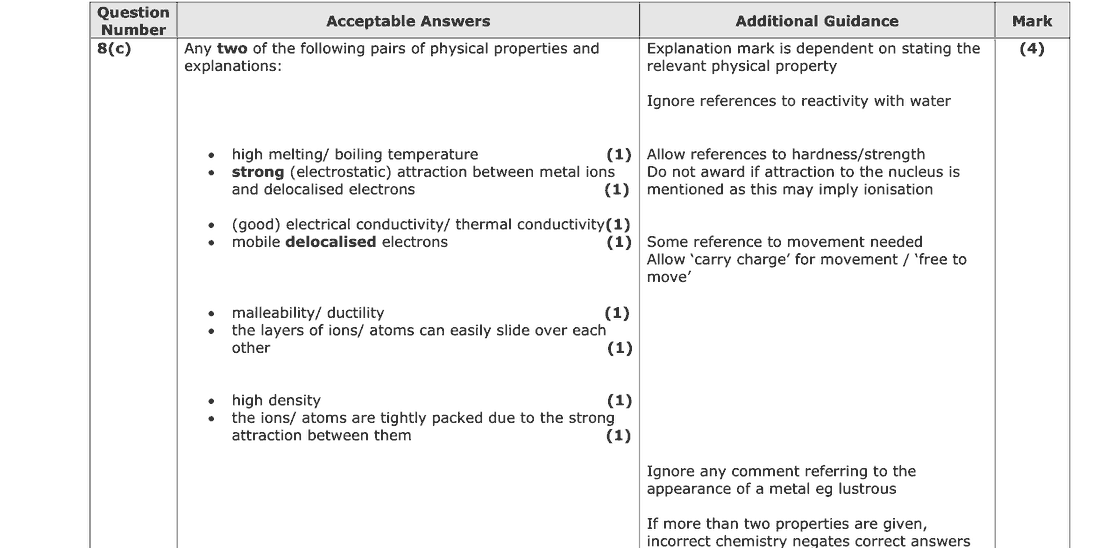 Question Number
Acceptable Answers
Additional Guidance
Mark
8(c)
Any two of the following pairs of physical properties and
explanations:
Explanation mark is dependent on stating the
relevant physical property
(4)
Ignore references to reactivity with water
• high melting/ boiling temperature (1)
Allow references to hardness/strength
• strong (electrostatic) attraction between metal ions
and delocalised electrons (1)
Do not award if attraction to the nucleus is
mentioned as this may imply ionisation
• (good) electrical conductivity/ thermal conductivity(1)
• mobile delocalised electrons (1)
Some reference to movement needed
Allow ‘carry charge’ for movement / ‘free to
move’
• malleability/ ductility (1)
• the layers of ions/ atoms can easily slide over each
other (1)
• high density (1)
• the ions/ atoms are tightly packed due to the strong
attraction between them (1)
Ignore any comment referring to the
appearance of a metal eg lustrous
If more than two properties are given,
incorrect chemistry negates correct answers